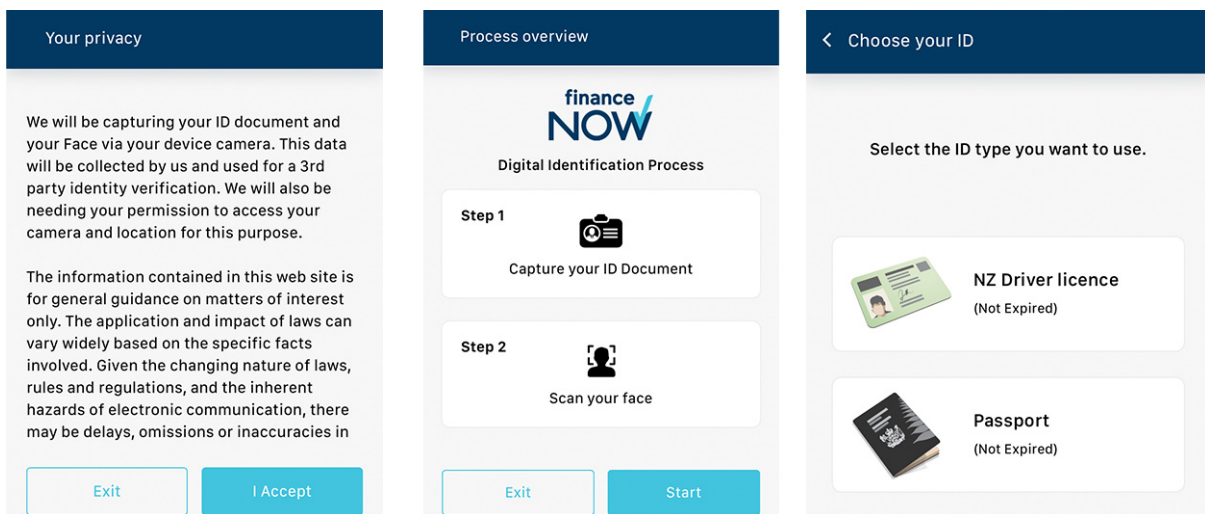 Your privacy
We will be capturing your ID document and
your Face via your device camera. This data
will be collected by us and used for a 3rd
party identity verification. We will also be
needing your permission to access your
camera and location for this purpose.
The information contained in this web site is
for general guidance on matters of interest
only. The application and impact of laws can
vary widely based on the specific facts
involved. Given the changing nature of laws,
rules and regulations, and the inherent
hazards of electronic communication, there
may be delays, omissions or inaccuracies in
Exit
I Accept
Process overview
finance
NOW
Digital Identification Process
Step 1
Capture your ID Document
Step 2
Scan your face
Exit
Start
Choose your ID
Select the ID type you want to use.
NZ Driver licence
(Not Expired)
Passport
(Not Expired)